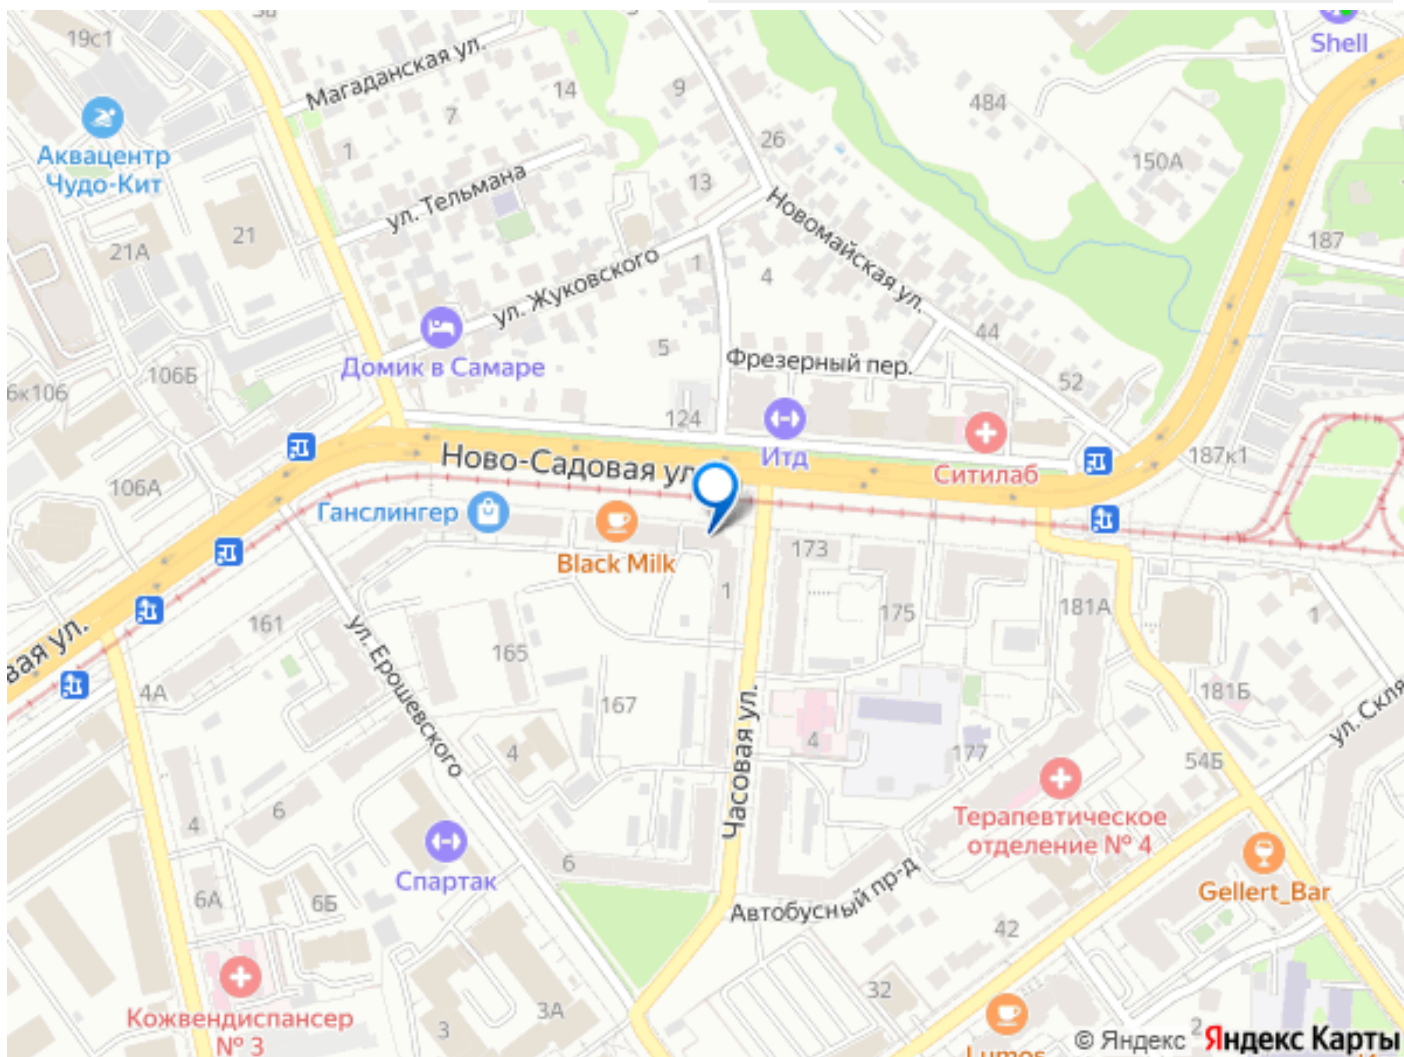 19с1
Магаданская ул.
14
9
7
1
26
484
Shell
150А
Аквацентр
Чудо-Кит
ул. Тельмана
13
21А
21
Новомайская ул.
187
ул. Жуковского
1
4
44
5
Фрезерный пер.
Домик в Самаре
106Б
52
6к106
124
Итд
Ситилаб
187к1
106А
Ново-Садовая ул
Ганслингер
Black Milk
173
1
175
181А
1
161
ул. Ерошевского
165
овая ул.
4А
167
181Б
ул. Скля
Часовая ул.
4
4
177
54Б
6
4
Терапевтическое
отделение № 4
6
Спартак
Gellert_Bar
6А
6Б
Автобусный пр-д
42
32
Кожвендиспансер
№ 3
3
3А
2
Lumos
© Яндекс
Яндекс Карты